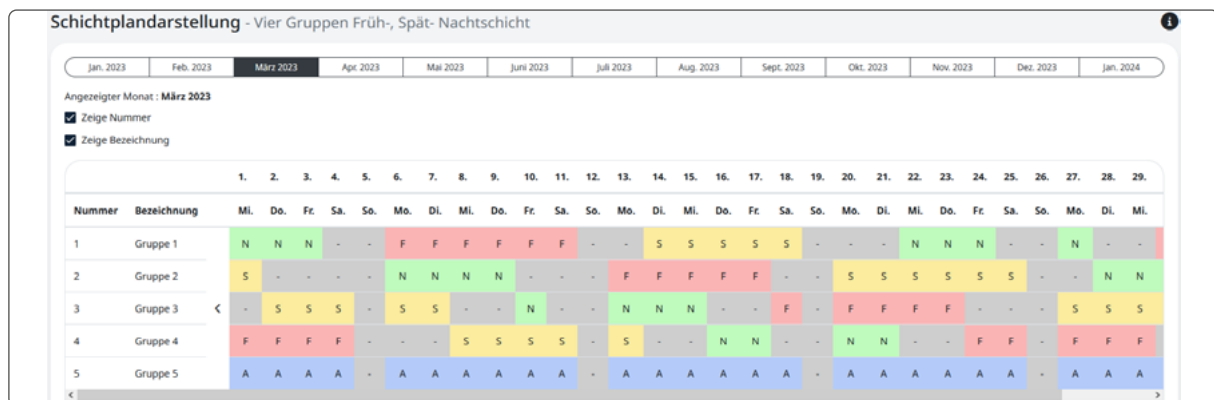 Schichtplandarstellung - Vier Gruppen Früh-, Spät- Nachtschicht
Jan. 2023 Feb. 2023 März 2023 Apr. 2023 Mai 2023 Juni 2023 Juli 2023 Aug. 2023 Sept. 2023 Okt. 2023 Nov. 2023 Dez. 2023 Jan. 2024
Angezeigter Monat : März 2023
Zeige Nummer
Zeige Bezeichnung
1. 2. 3. 4. 5. 6. 7. 8. 9. 10. 11. 12. 13. 14. 15. 16. 17. 18. 19. 20. 21. 22. 23. 24. 25. 26. 27. 28. 29.
Nummer Bezeichnung Mi. Do. Fr. Sa. So. Mo. Di. Mi. Do. Fr. Sa. So. Mo. Di. Mi. Do. Fr. Sa. So. Mo. Di. Mi. Do. Fr. Sa. So. Mo. Di. Mi.
1 Gruppe 1 N N N - - F F F F F F - - S S S S S - - - N N N - - N - -
2 Gruppe 2 S - - - - N N N N - - - F F F F F - - S S S S S S - - N N
3 Gruppe 3 - S S S - S S - - N - - N N N - - F - F F F F - - - S S S
4 Gruppe 4 F F F F - - - S S S S - S - - N N - - N N - - F F - F F F
5 Gruppe 5 A A A A - A A A A A A - A A A A A A - A A A A A A - A A A